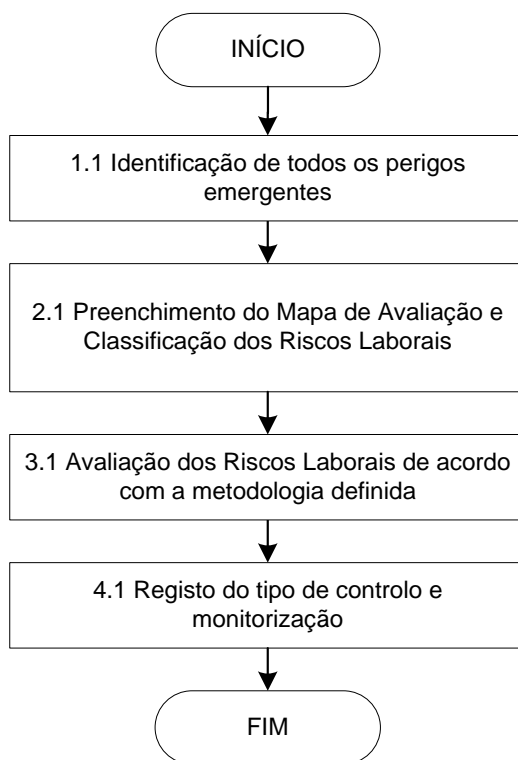 INÍCIO
1.1 Identificação de todos os perigos
emergentes
2.1 Preenchimento do Mapa de Avaliação e
Classificação dos Riscos Laborais
3.1 Avaliação dos Riscos Laborais de acordo
com a metodologia definida
4.1 Registo do tipo de controlo e
monitorização
FIM